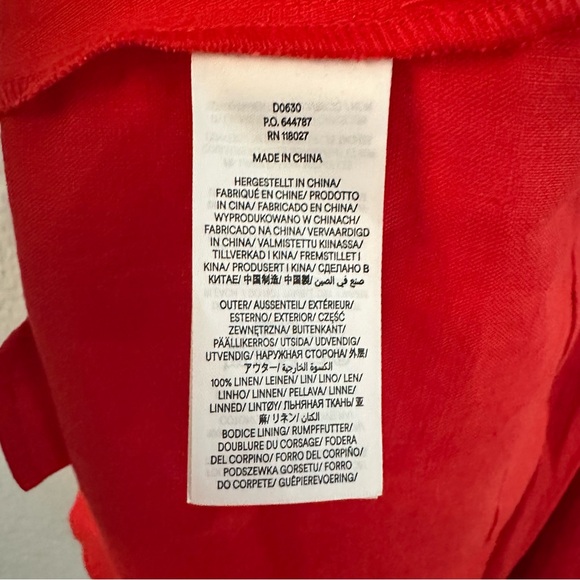 D0630
P.O. 644787
RN 118027
MADE IN CHINA
HERGESTELLT IN CHINA/
FABRIQUÉ EN CHINE/ PRODOTTO
IN CINA/ FABRICADO EN CHINA/
WYPRODUKOWANO W CHINACH/
FABRICADO NA CHINA/ VERVAARDIGD
IN CHINA/ VALMISTETTU KIINASSA/
TILLVERKAD I KINA/ FREMSTILLET I
KINA/ PRODUSERT I KINA/ СДЕЛАНО В
КИТАЕ/ 中国制造/ 中国製/ صنع في الصين/
OUTER/ AUSSENTEIL/ EXTÉRIEUR/
ESTERNO/ EXTERIOR/ CZĘŚĆ
ZEWNĘTRZNA/ BUITENKANT/
PÄÄLLIKERROS/ UTSIDA/ UDVENDIG/
UTVENDIG/ НАРУЖНАЯ СТОРОНА/ 外层/
アウター/ الكسوة الخارجية/
100% LINEN/ LEINEN/ LIN/ LINO/ LEN/
LINHO/ LINNEN/ PELLAVA/ LINNE/
LINNED/ LINTØY/ ЛЬНЯНАЯ ТКАНЬ/ 亚
麻/ リネン/ الكتان/
BODICE LINING/ RUMPFFUTTER/
DOUBLURE DU CORSAGE/ FODERA
DEL CORPINO/ FORRO DEL CORPIÑO/
PODSZEWKA GORSETU/ FORRO
DO CORPETE/ GUÊPIEREVOERING/